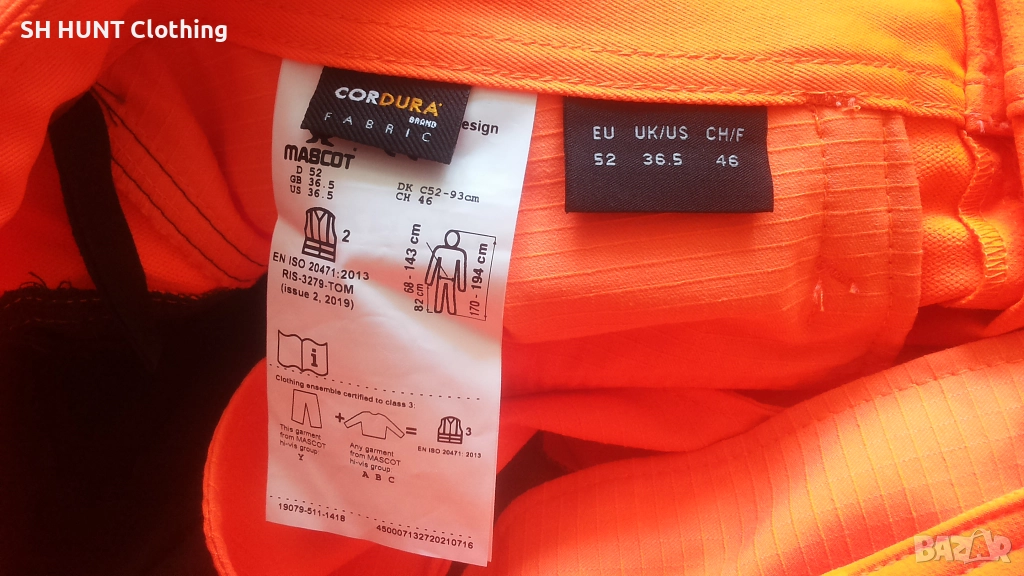 SH HUNT Clothing
CORDURA
BRAND
FABRIC
esign
MASCOT
D 52
GB 36.5
US 36.5
DK C52-93cm
CH 46
2
EN ISO 20471:2013
RIS-3279-TOM
(issue 2, 2019)
68 - 143 cm
82 cm
170 - 194 cm
i
Clothing ensemble certified to class 3:
+
=
3
This garment
from MASCOT
hi-vis group
Y
Any garment
from MASCOT
hi-vis group:
A B C
EN ISO 20471: 2013
19079-511-1418
450007132720210716
EU UK/US CH/F
52 36.5 46
BAZAR